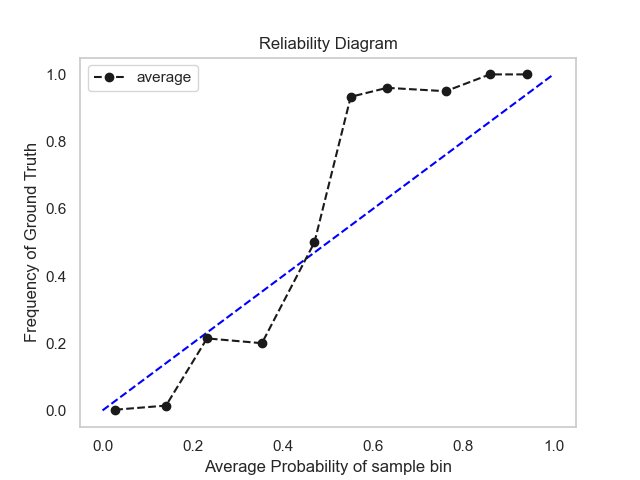 Reliability Diagram
average
Frequency of Ground Truth
1.0
0.8
0.6
0.4
0.2
0.0
0.0 0.2 0.4 0.6 0.8 1.0
Average Probability of sample bin